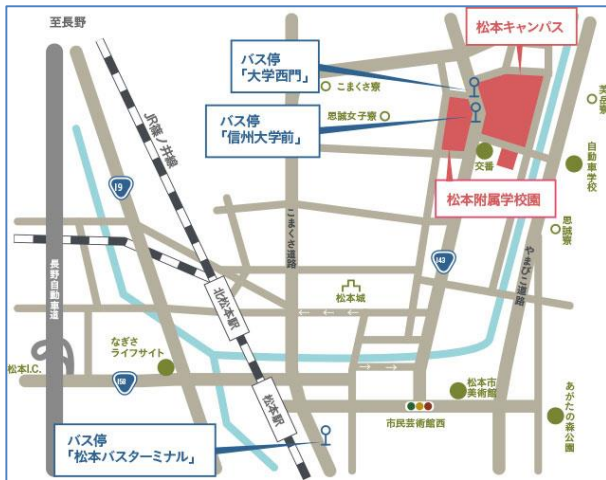 至長野
松本キャンパス
バス停
「大学西門」
こまくさ寮
バス停
「信州大学前」
思誠女子寮
美岳寮
自動車学校
交番
松本附属学校園
思誠寮
JR篠ノ井線
19
こまくさ道路
143
やまびこ道路
長野自動車道
北松本駅
松本城
なぎさ
ライフサイト
松本I.C.
158
松本駅
松本市
美術館
市民芸術館西
あがたの森公園
バス停
「松本バスターミナル」